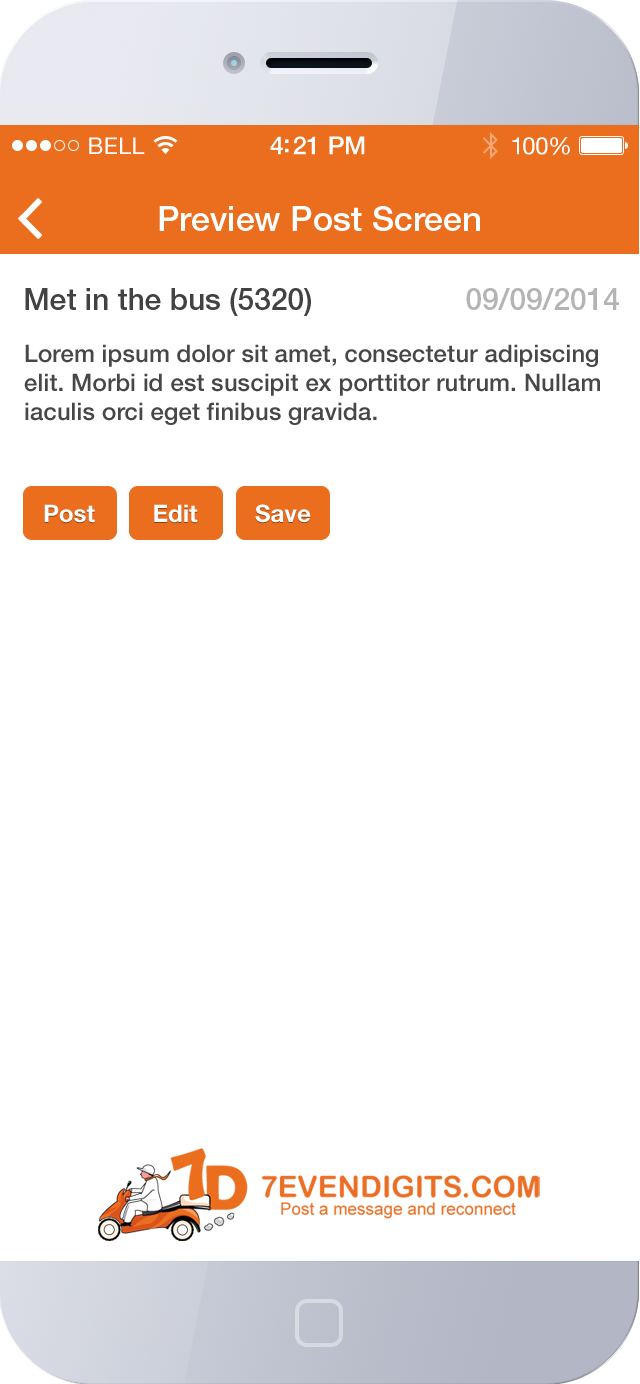 BELL 4:21 PM 100%
Preview Post Screen
Met in the bus (5320) 09/09/2014
Lorem ipsum dolor sit amet, consectetur adipiscing
elit. Morbi id est suscipit ex porttitor rutrum. Nullam
iaculis orci eget finibus gravida.
Post Edit Save
7D
7EVENDIGITS.COM
Post a message and reconnect